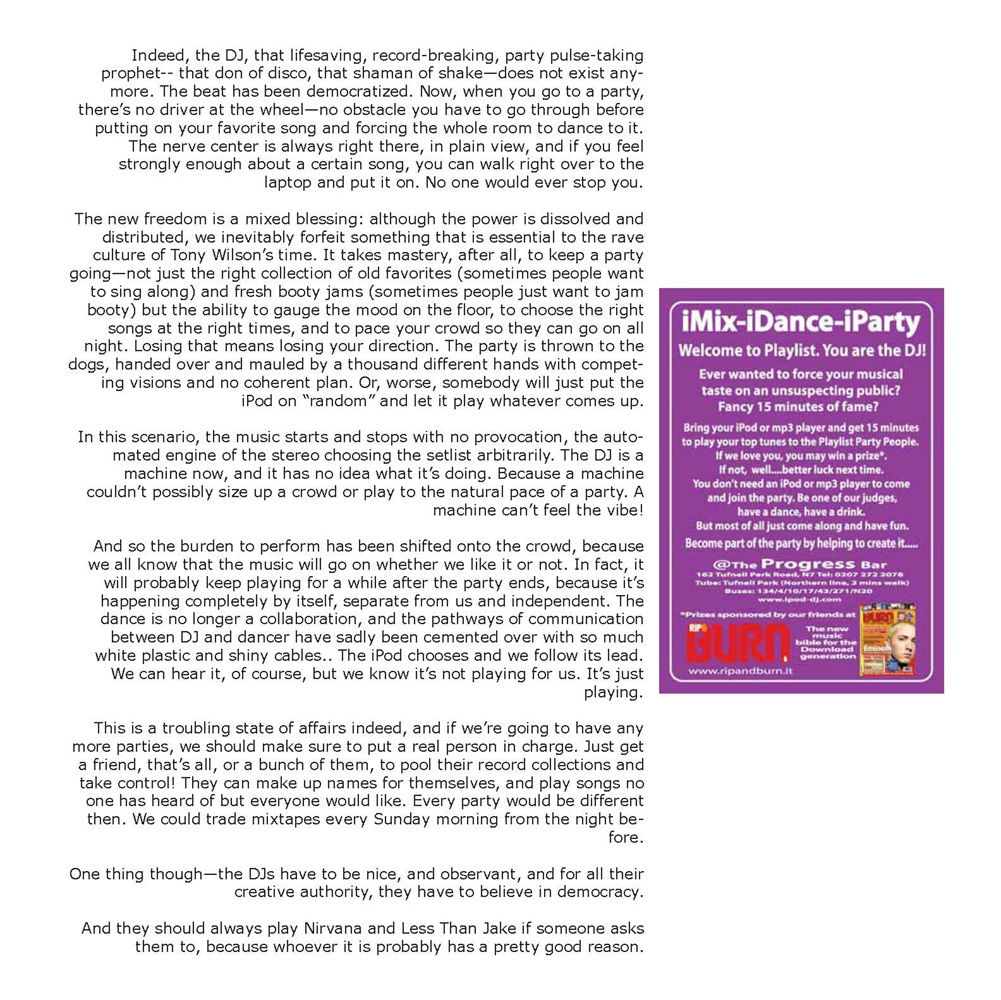 Indeed, the DJ, that lifesaving, record-breaking, party pulse-taking
prophet-- that don of disco, that shaman of shake—does not exist any-
more. The beat has been democratized. Now, when you go to a party,
there's no driver at the wheel—no obstacle you have to go through before
putting on your favorite song and forcing the whole room to dance to it.
The nerve center is always right there, in plain view, and if you feel
strongly enough about a certain song, you can walk right over to the
laptop and put it on. No one would ever stop you.
The new freedom is a mixed blessing: although the power is dissolved and
distributed, we inevitably forfeit something that is essential to the rave
culture of Tony Wilson's time. It takes mastery, after all, to keep a party
going—not just the right collection of old favorites (sometimes people want
to sing along) and fresh booty jams (sometimes people just want to jam
booty) but the ability to gauge the mood on the floor, to choose the right
songs at the right times, and to pace your crowd so they can go on all
night. Losing that means losing your direction. The party is thrown to the
dogs, handed over and mauled by a thousand different hands with compet-
ing visions and no coherent plan. Or, worse, somebody will just put the
iPod on "random" and let it play whatever comes up.
In this scenario, the music starts and stops with no provocation, the auto-
mated engine of the stereo choosing the setlist arbitrarily. The DJ is a
machine now, and it has no idea what it's doing. Because a machine
couldn't possibly size up a crowd or play to the natural pace of a party. A
machine can't feel the vibe!
And so the burden to perform has been shifted onto the crowd, because
we all know that the music will go on whether we like it or not. In fact, it
will probably keep playing for a while after the party ends, because it's
happening completely by itself, separate from us and independent. The
dance is no longer a collaboration, and the pathways of communication
between DJ and dancer have sadly been cemented over with so much
white plastic and shiny cables.. The iPod chooses and we follow its lead.
We can hear it, of course, but we know it's not playing for us. It's just
playing.
This is a troubling state of affairs indeed, and if we're going to have any
more parties, we should make sure to put a real person in charge. Just get
a friend, that's all, or a bunch of them, to pool their record collections and
take control! They can make up names for themselves, and play songs no
one has heard of but everyone would like. Every party would be different
then. We could trade mixtapes every Sunday morning from the night be-
fore.
One thing though—the DJs have to be nice, and observant, and for all their
creative authority, they have to believe in democracy.
And they should always play Nirvana and Less Than Jake if someone asks
them to, because whoever it is probably has a pretty good reason.
iMix-iDance-iParty
Welcome to Playlist. You are the DJ!
Ever wanted to force your musical
taste on an unsuspecting public?
Fancy 15 minutes of fame?
Bring your iPod or mp3 player and get 15 minutes
to play your top tunes to the Playlist Party People.
If we love you, you may win a prize*.
If not, well....better luck next time.
You don't need an iPod or mp3 player to come
and join the party. Be one of our judges,
have a dance, have a drink.
But most of all just come along and have fun.
Become part of the party by helping to create it.....
@The Progress Bar
162 Tufnell Park Road, N7 Tel: 0207 272 2078
Tube: Tufnell Park (Northern line, 2 mins walk)
Buses: 134/4/10/17/43/271/N20
www.ipod-dj.com
*Prizes sponsored by our friends at
RIP
BURN.
The new
music
bible for the
Download
generation
BURN
Eminem
www.ripandburn.it